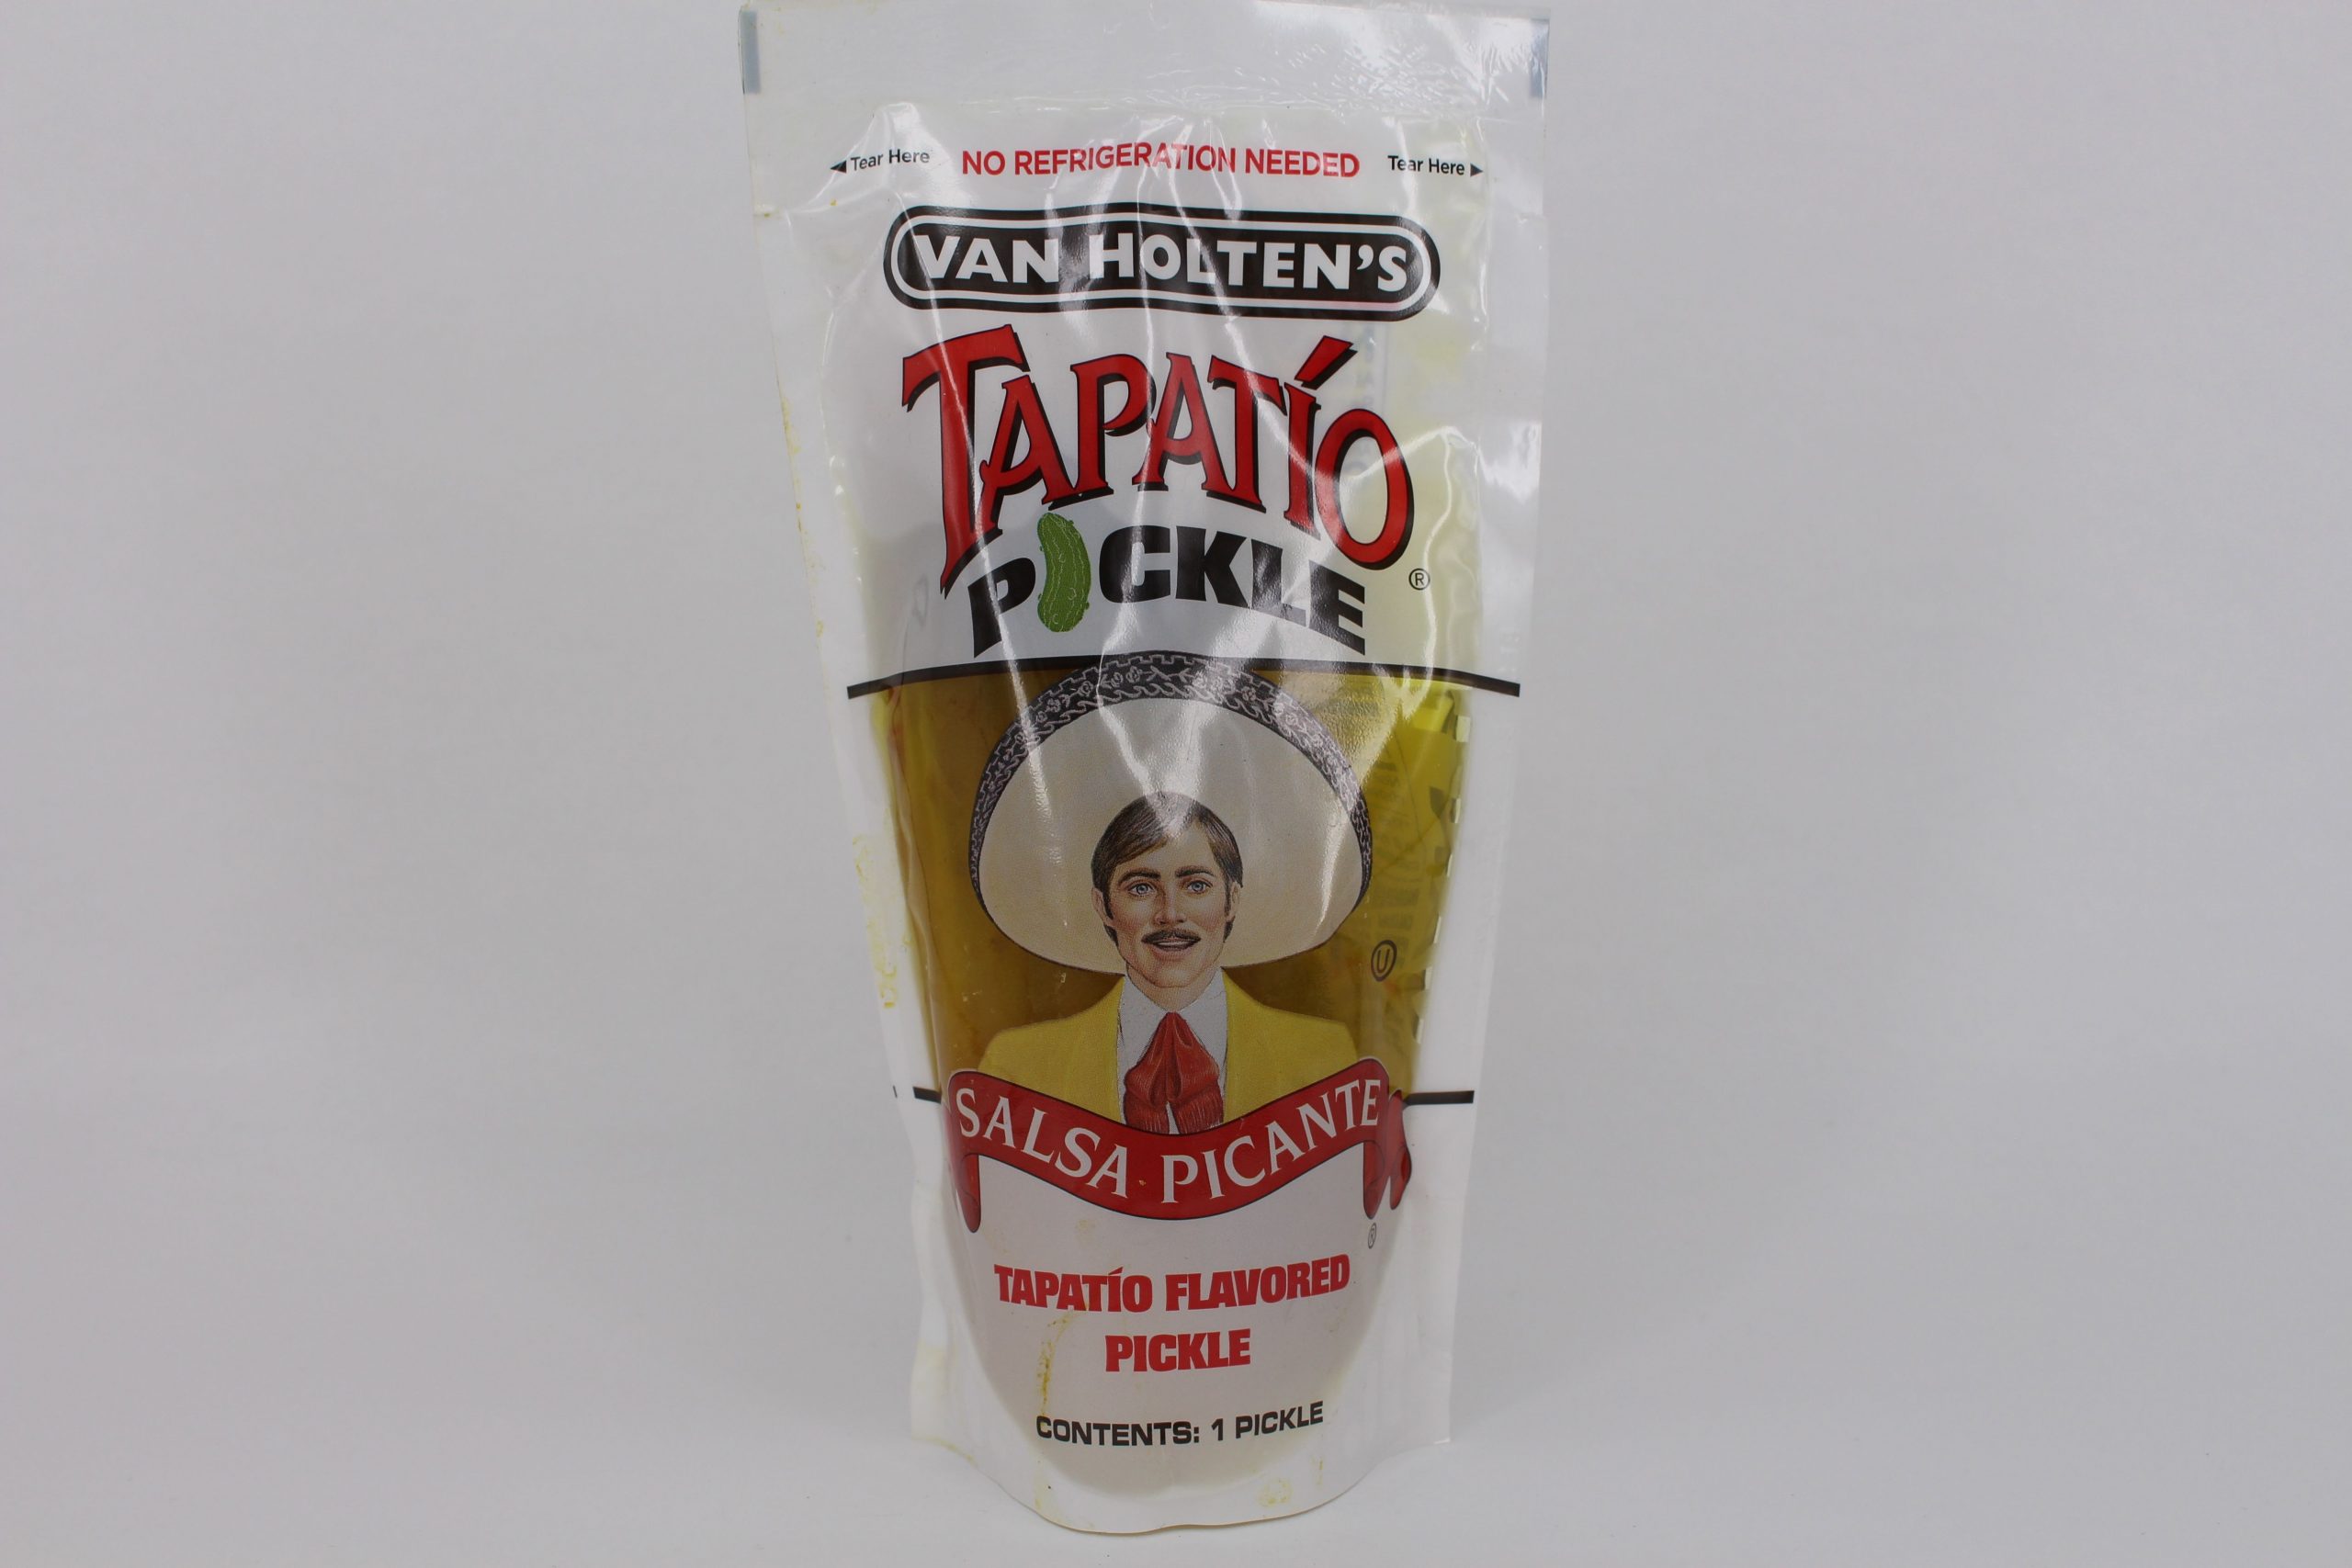 Tear Here NO REFRIGERATION NEEDED Tear Here
VAN HOLTEN'S
TAPATÍO
PICKLE ®
U
SALSA PICANTE
®
TAPATÍO FLAVORED
PICKLE
CONTENTS: 1 PICKLE